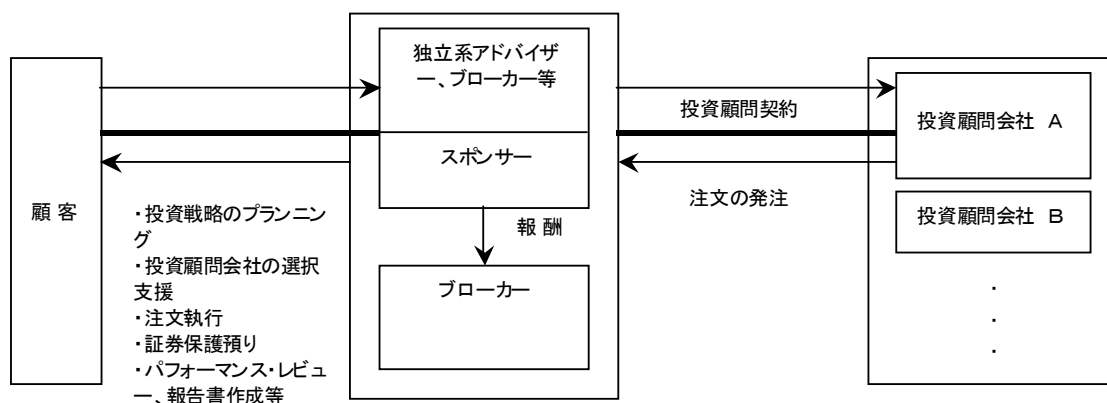 顧 客
・投資戦略のプランニン
グ
・投資顧問会社の選択
支援
・注文執行
・証券保護預り
・パフォーマンス・レビュ
ー、報告書作成等
独立系アドバイザ
ー、ブローカー等
スポンサー
報 酬
ブローカー
投資顧問契約
注文の発注
投資顧問会社 A
投資顧問会社 B
・
・
・